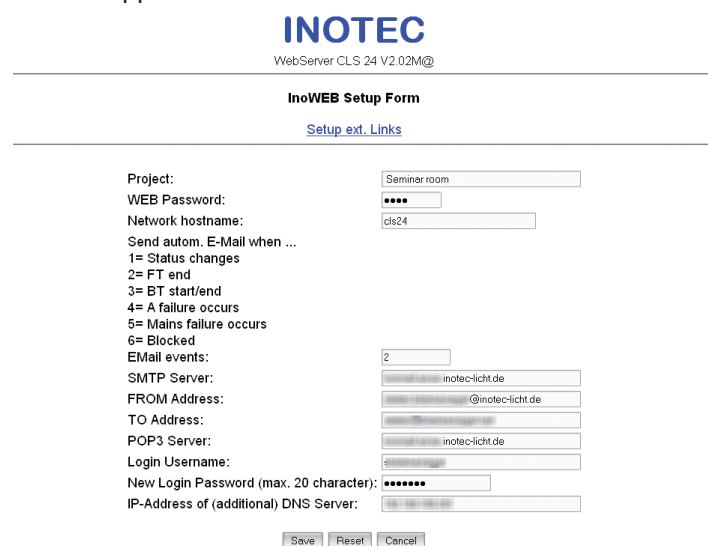 INOTEC
WebServer CLS 24 V2.02M@
InoWEB Setup Form
Setup ext. Links
Project: Seminar room
WEB Password: ••••
Network hostname: cls24
Send autom. E-Mail when ...
1= Status changes
2= FT end
3= BT start/end
4= A failure occurs
5= Mains failure occurs
6= Blocked
EMail events: 2
SMTP Server: inotec-licht.de
FROM Address: @inotec-licht.de
TO Address:
POP3 Server: inotec-licht.de
Login Username:
New Login Password (max. 20 character): •••••••
IP-Address of (additional) DNS Server:
Save Reset Cancel